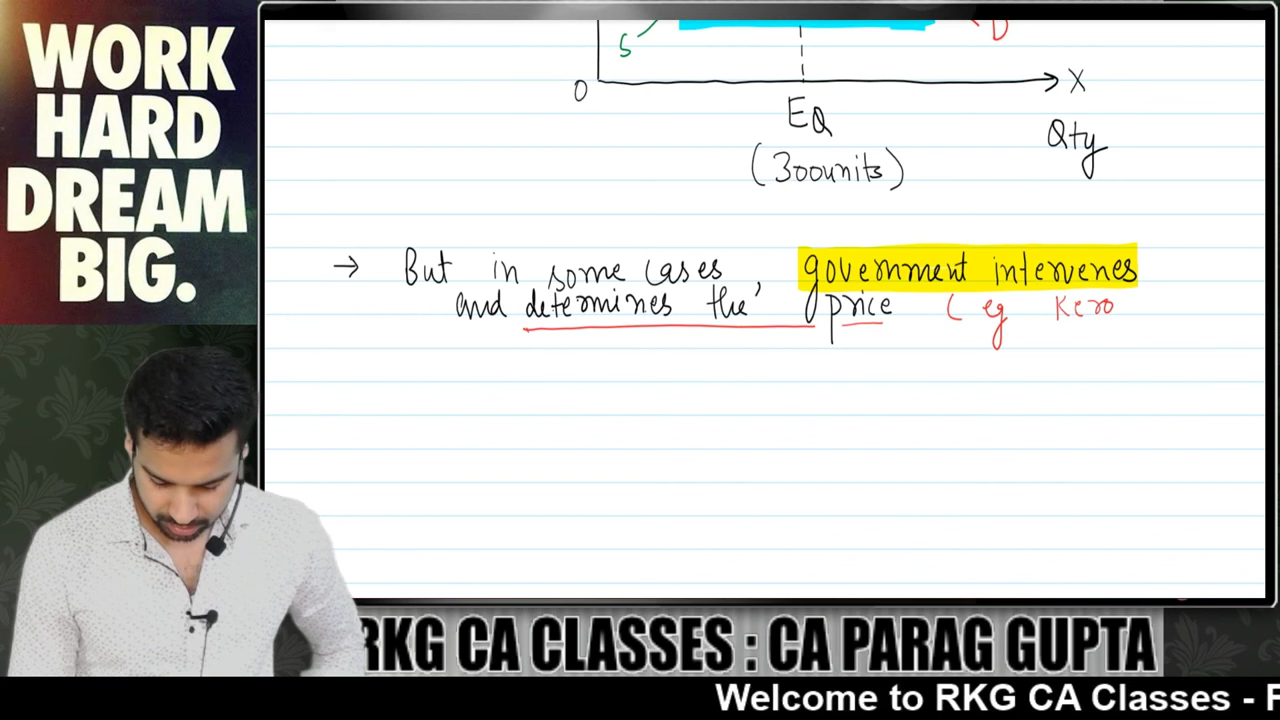 WORK
HARD
DREAM
BIG.
S
D
O
X
EQ
Qty
(300units)
→ But in some cases, government intervenes
and determines the price ( eg Kero
RKG CA CLASSES : CA PARAG GUPTA
Welcome to RKG CA Classes - F